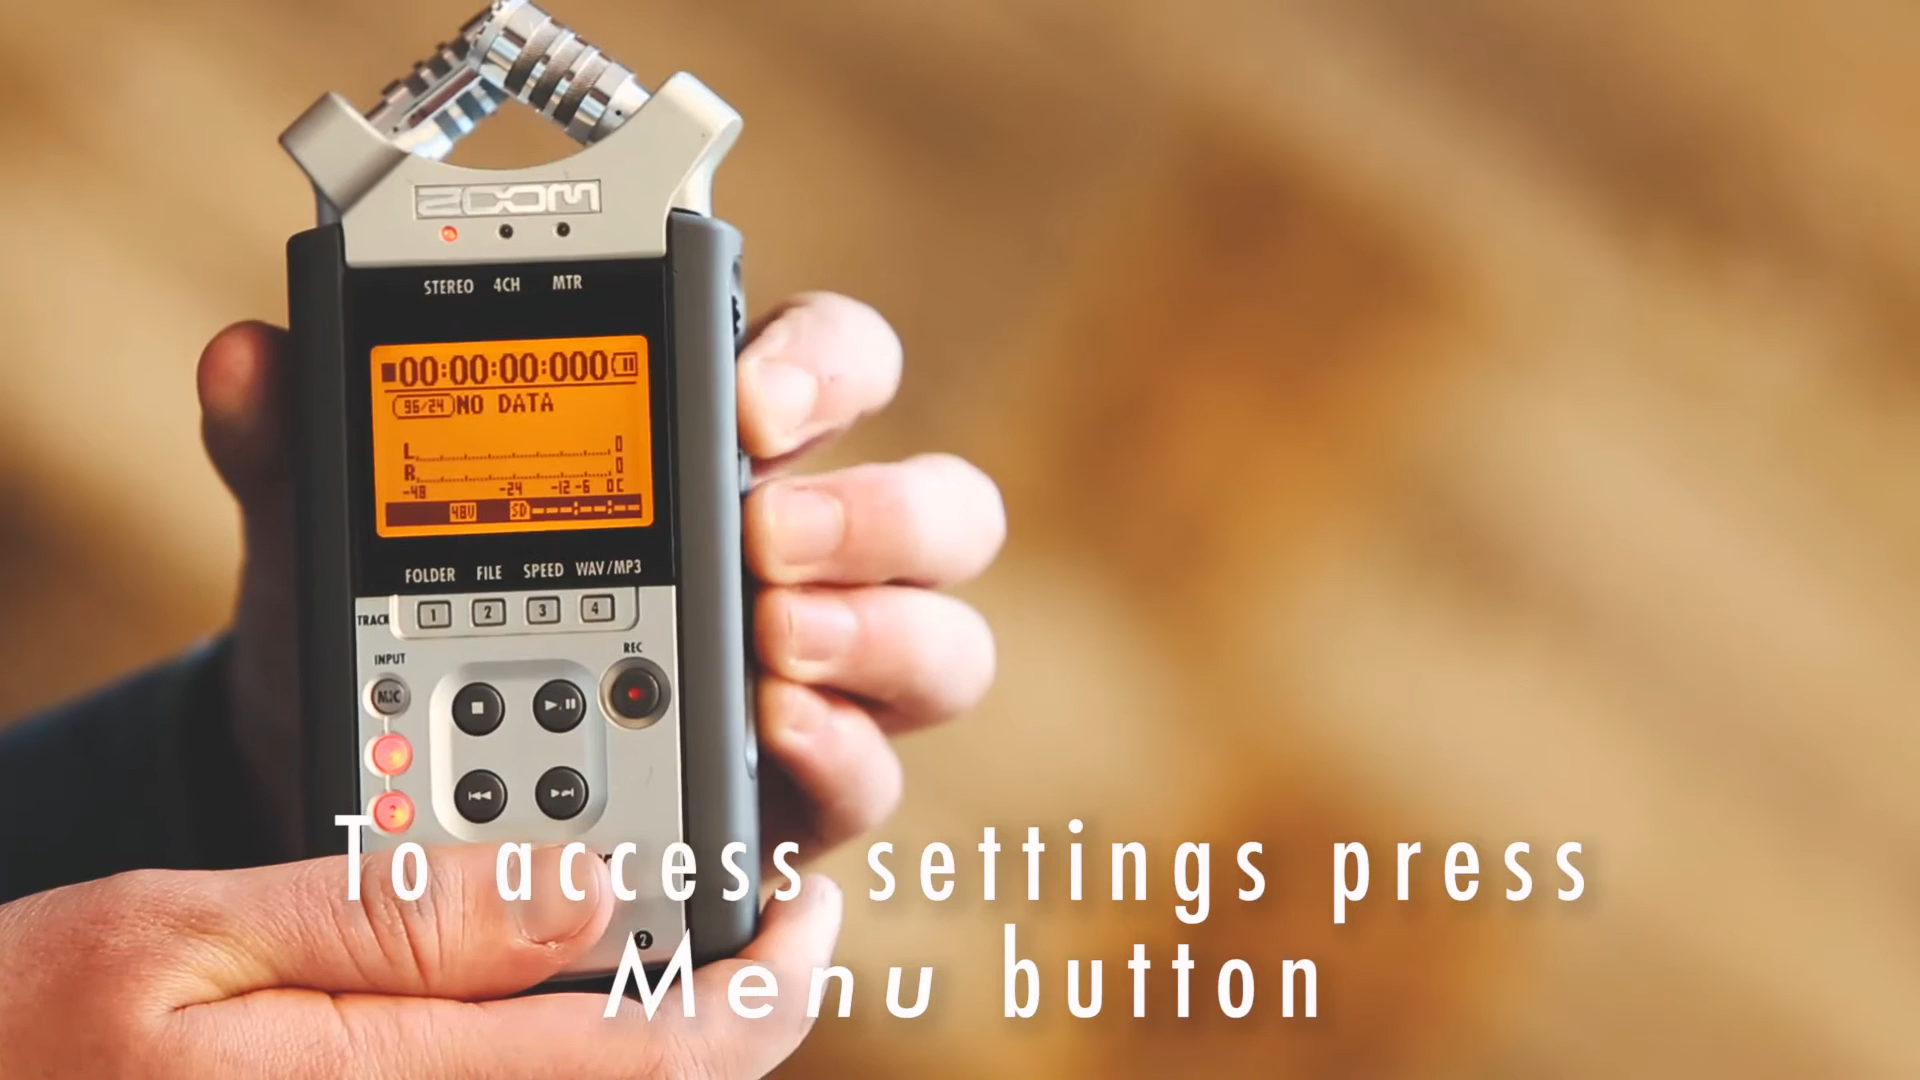 ZOOM
STEREO 4CH MTR
00:00:00:000
96/24 NO DATA
L 0
R 0
-48 -24 -12 -6 0
48V SD --:--:--
FOLDER FILE SPEED WAV/MP3
TRACK 1 2 3 4
INPUT REC
MIC
2
To access settings press
Menu button